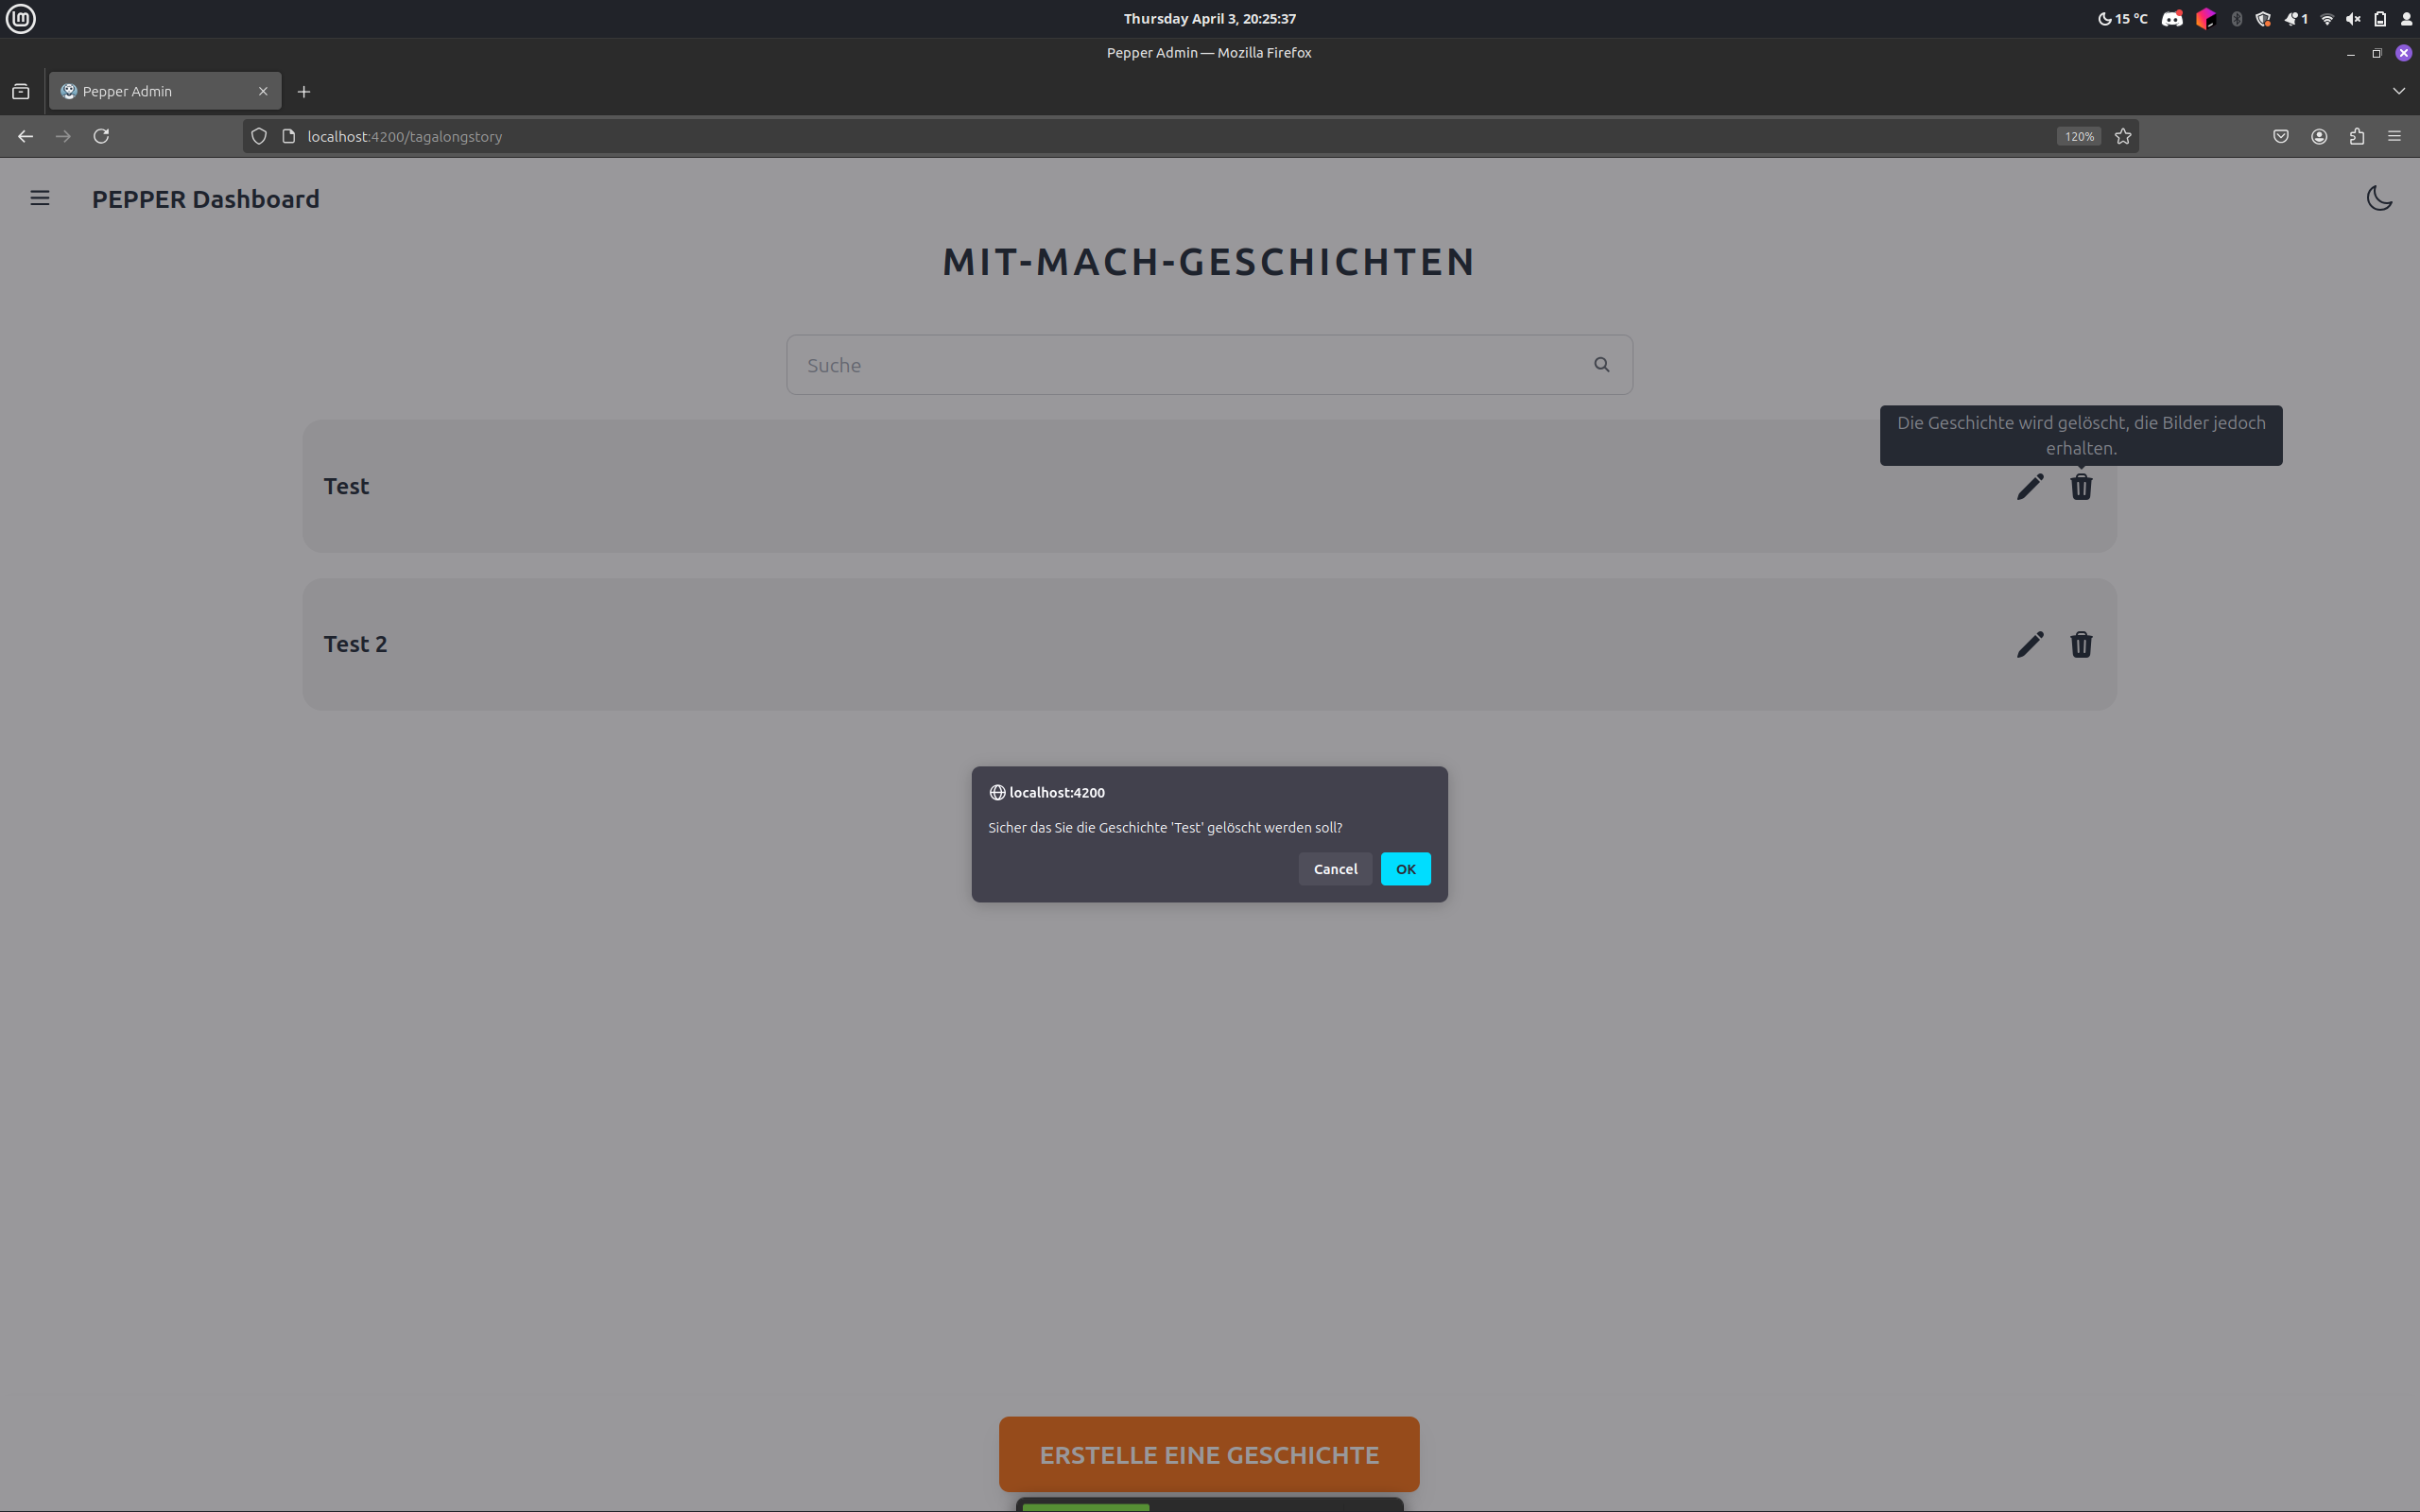 Thursday April 3, 20:25:37
15 °C
1
Pepper Admin — Mozilla Firefox
Pepper Admin
localhost:4200/tagalongstory
120%
PEPPER Dashboard
MIT-MACH-GESCHICHTEN
Suche
Die Geschichte wird gelöscht, die Bilder jedoch
erhalten.
Test
Test 2
localhost:4200
Sicher das Sie die Geschichte 'Test' gelöscht werden soll?
Cancel
OK
ERSTELLE EINE GESCHICHTE